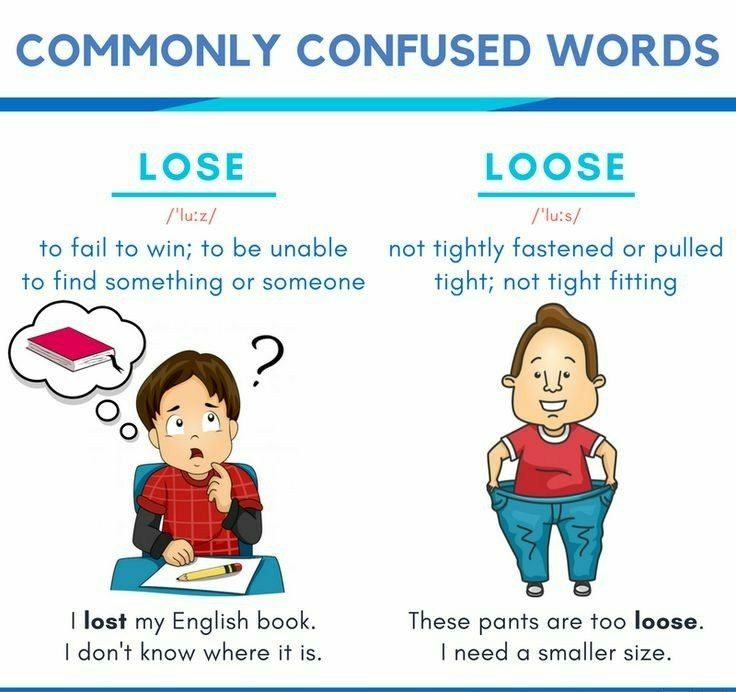 COMMONLY CONFUSED WORDS
LOSE
/'lu:z/
to fail to win; to be unable
to find something or someone
?
I lost my English book.
I don't know where it is.
LOOSE
/'lu:s/
not tightly fastened or pulled
tight; not tight fitting
These pants are too loose.
I need a smaller size.